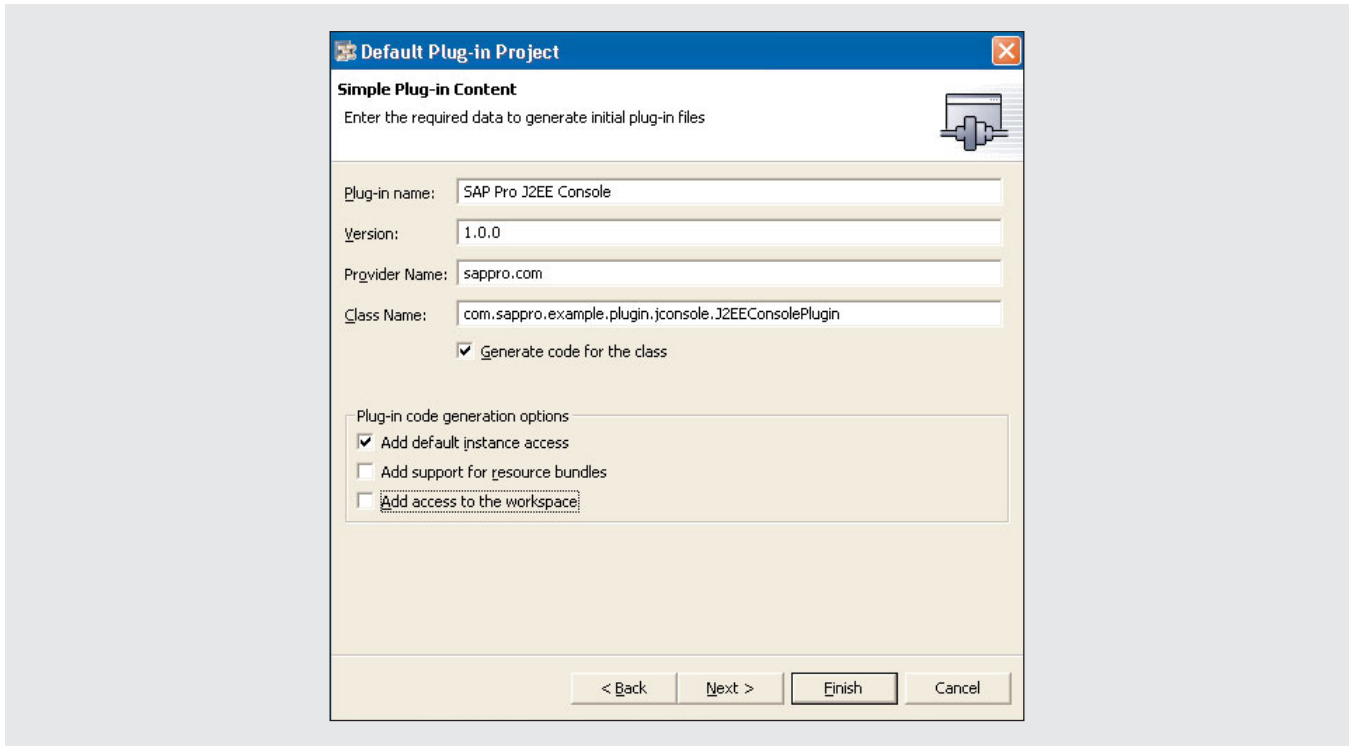 Default Plug-in Project
Simple Plug-in Content
Enter the required data to generate initial plug-in files
Plug-in name: SAP Pro J2EE Console
Version: 1.0.0
Provider Name: sappro.com
Class Name: com.sappro.example.plugin.jconsole.J2EEConsolePlugin
Generate code for the class
Plug-in code generation options
Add default instance access
Add support for resource bundles
Add access to the workspace
< Back Next > Finish Cancel